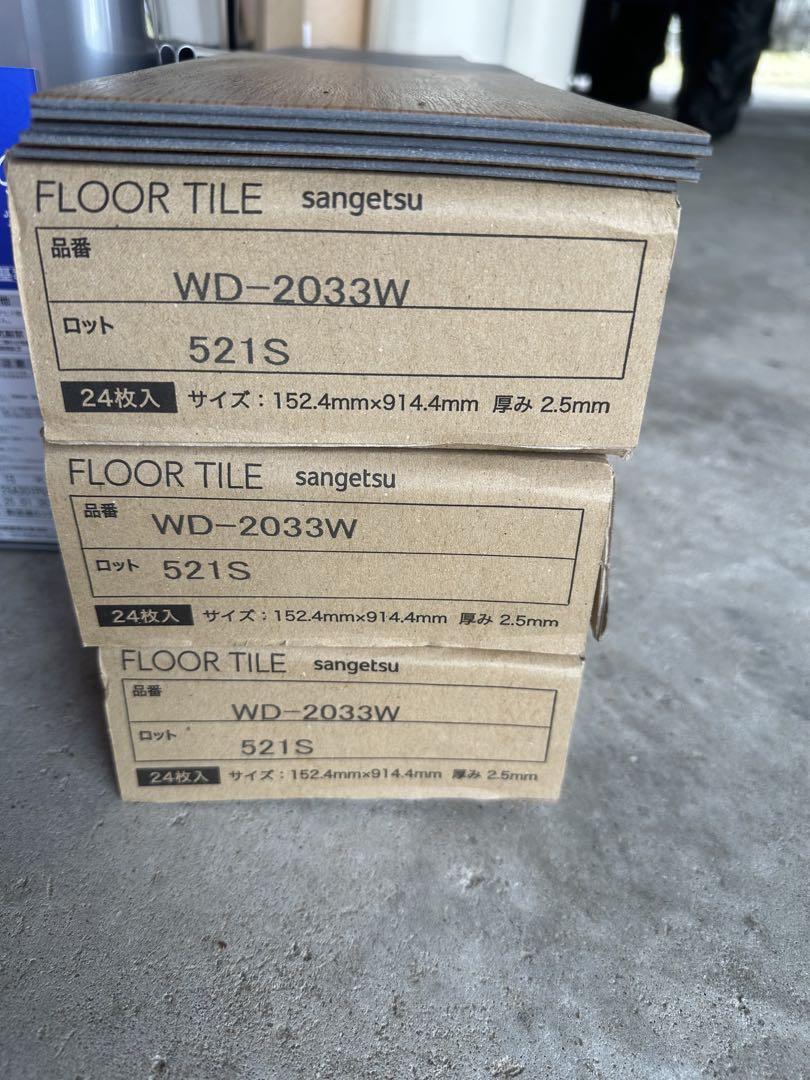 FLOOR TILE sangetsu
品番
WD-2033W
ロット
521S
24枚入 サイズ：152.4mm×914.4mm 厚み 2.5mm
FLOOR TILE sangetsu
品番 WD-2033W
ロット 521S
24枚入 サイズ：152.4mm×914.4mm 厚み 2.5mm
FLOOR TILE sangetsu
品番
WD-2033W
ロット
521S
24枚入 サイズ：152.4mm×914.4mm 厚み 2.5mm